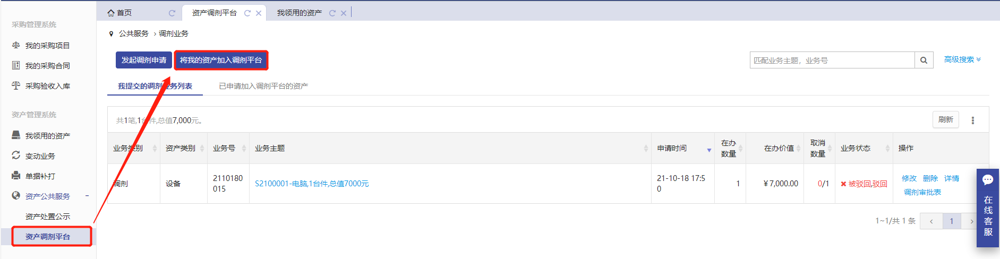 首页
资产调剂平台
我领用的资产
采购管理系统
我的采购项目
我的采购合同
采购验收入库
资产管理系统
我领用的资产
变动业务
单据补打
资产公共服务 -
资产处置公示
资产调剂平台
公共服务 > 调剂业务
发起调剂申请
将我的资产加入调剂平台
匹配业务主题，业务号
高级搜索
我提交的调剂业务列表
已申请加入调剂平台的资产
共1笔,1台件,总值7,000元。
刷新
业务类别 资产类别 业务号 业务主题 申请时间 在办数量 在办价值 取消数量 业务状态 操作
调剂 设备 2110180015 S2100001-电脑,1台件,总值7000元 21-10-18 17:50 1 ¥7,000.00 0/1 被驳回,驳回 修改 删除 详情
调剂审批表
1~1/共 1 条 < 1 >
在线客服